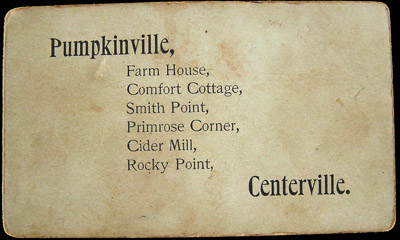 Pumpkinville,
Farm House,
Comfort Cottage,
Smith Point,
Primrose Corner,
Cider Mill,
Rocky Point,
Centerville.